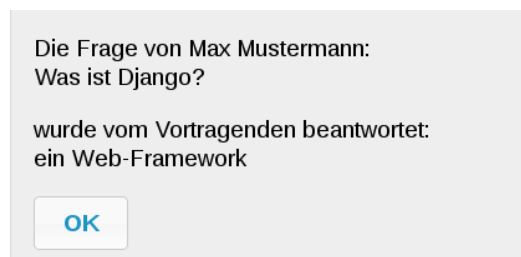 Die Frage von Max Mustermann:
Was ist Django?
wurde vom Vortragenden beantwortet:
ein Web-Framework
OK